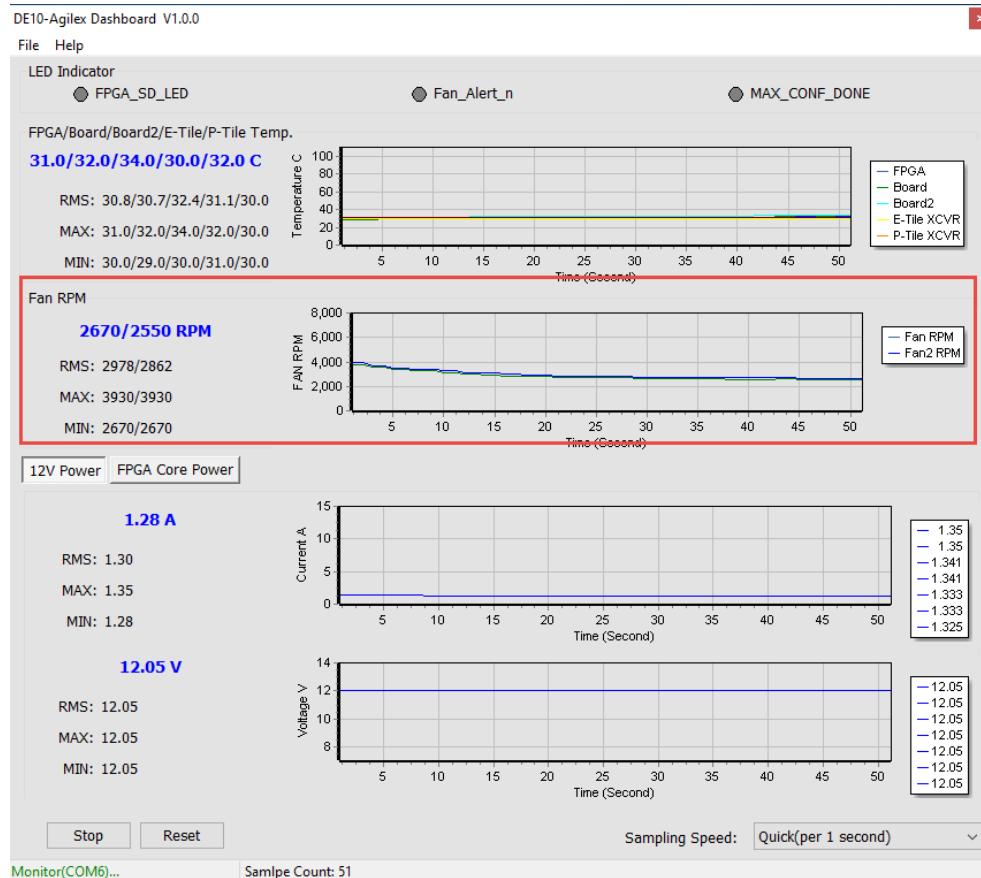 DE10-Agilex Dashboard V1.0.0
×
File Help
LED Indicator
FPGA_SD_LED Fan_Alert_n MAX_CONF_DONE
FPGA/Board/Board2/E-Tile/P-Tile Temp.
31.0/32.0/34.0/30.0/32.0 C
RMS: 30.8/30.7/32.4/31.1/30.0
MAX: 31.0/32.0/34.0/32.0/30.0
MIN: 30.0/29.0/30.0/31.0/30.0
Temperature C
100
80
60
40
20
0
5 10 15 20 25 30 35 40 45 50
Time (Second)
FPGA
Board
Board2
E-Tile XCVR
P-Tile XCVR
Fan RPM
2670/2550 RPM
RMS: 2978/2862
MAX: 3930/3930
MIN: 2670/2670
FAN RPM
8,000
6,000
4,000
2,000
0
5 10 15 20 25 30 35 40 45 50
Time (Second)
Fan RPM
Fan2 RPM
12V Power FPGA Core Power
1.28 A
RMS: 1.30
MAX: 1.35
MIN: 1.28
Current A
15
10
5
0
5 10 15 20 25 30 35 40 45 50
Time (Second)
1.35
1.35
1.341
1.341
1.333
1.333
1.325
12.05 V
RMS: 12.05
MAX: 12.05
MIN: 12.05
Voltage V
14
12
10
8
5 10 15 20 25 30 35 40 45 50
Time (Second)
12.05
12.05
12.05
12.05
12.05
12.05
12.05
Stop Reset
Sampling Speed: Quick(per 1 second)
Monitor(COM6)... Samlpe Count: 51